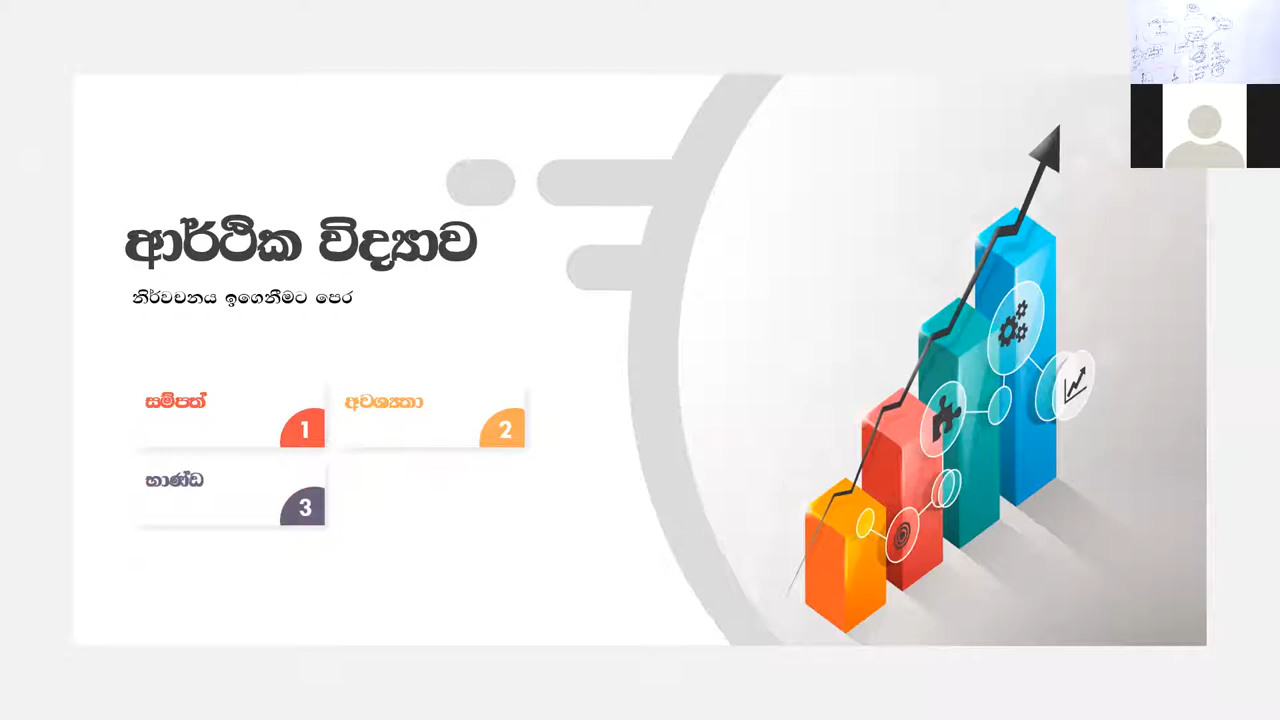 ආර්ථික විද්‍යාව
නිර්වචනය ඉගෙනීමට පෙර
සම්පත්
1
අවශ්‍යතා
2
භාණ්ඩ
3